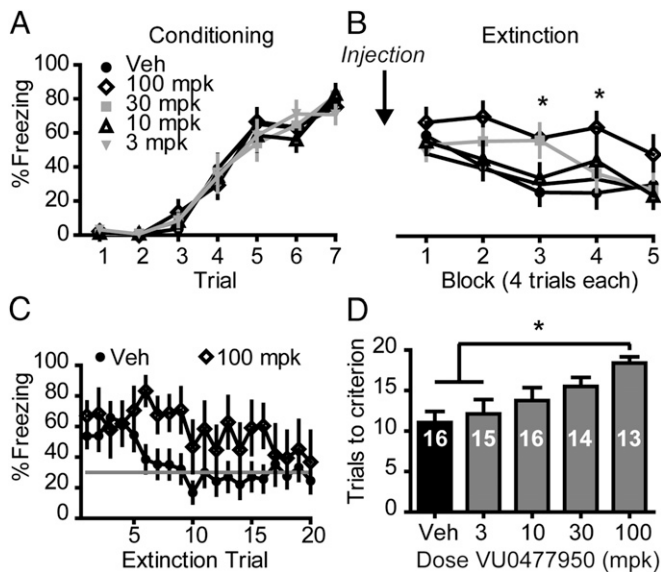 A
Conditioning
Veh
100 mpk
30 mpk
10 mpk
3 mpk
%Freezing
100
80
60
40
20
0
1 2 3 4 5 6 7
Trial
B
Extinction
Injection
* *
1 2 3 4 5
Block (4 trials each)
C
Veh 100 mpk
%Freezing
100
80
60
40
20
0
5 10 15 20
Extinction Trial
D
*
Trials to criterion
20
15
10
5
0
16 15 16 14 13
Veh 3 10 30 100
Dose VU0477950 (mpk)